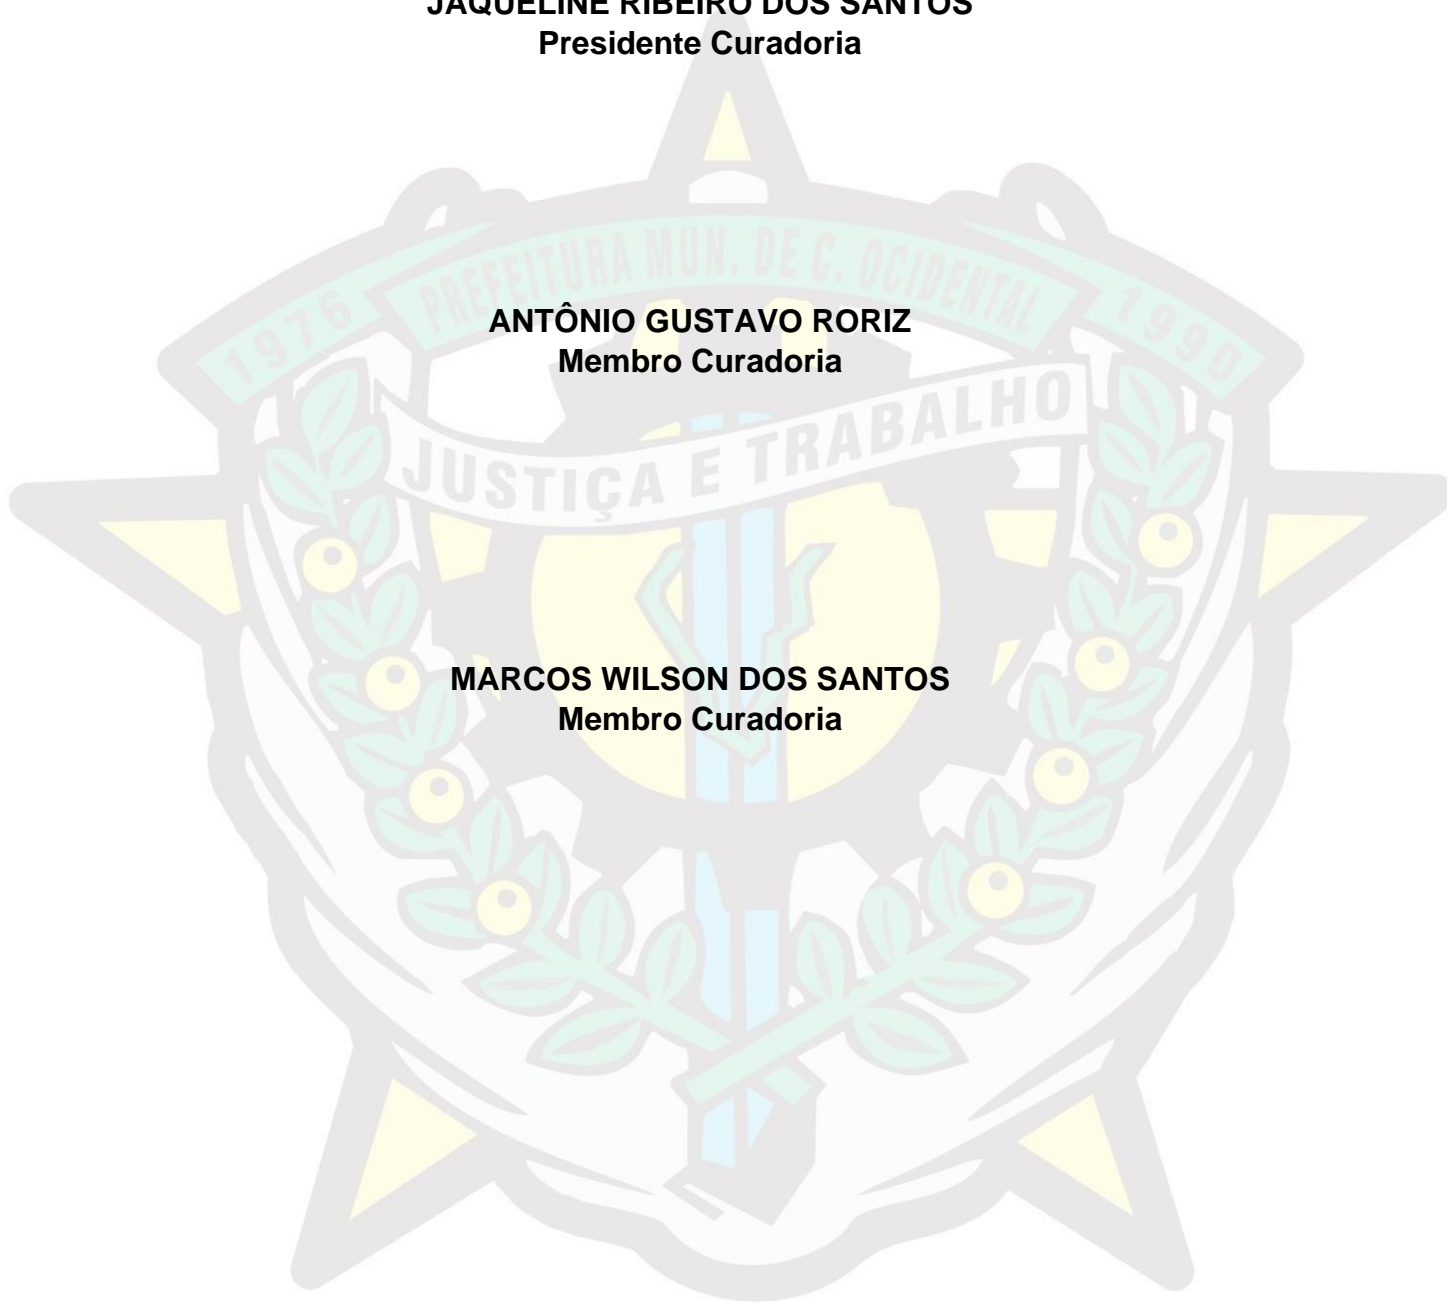 JAQUELINE RIBEIRO DOS SANTOS
Presidente Curadoria
PREFEITURA MUN. DE C. OCIDENTAL
1976
1990
ANTÔNIO GUSTAVO RORIZ
Membro Curadoria
JUSTIÇA E TRABALHO
MARCOS WILSON DOS SANTOS
Membro Curadoria